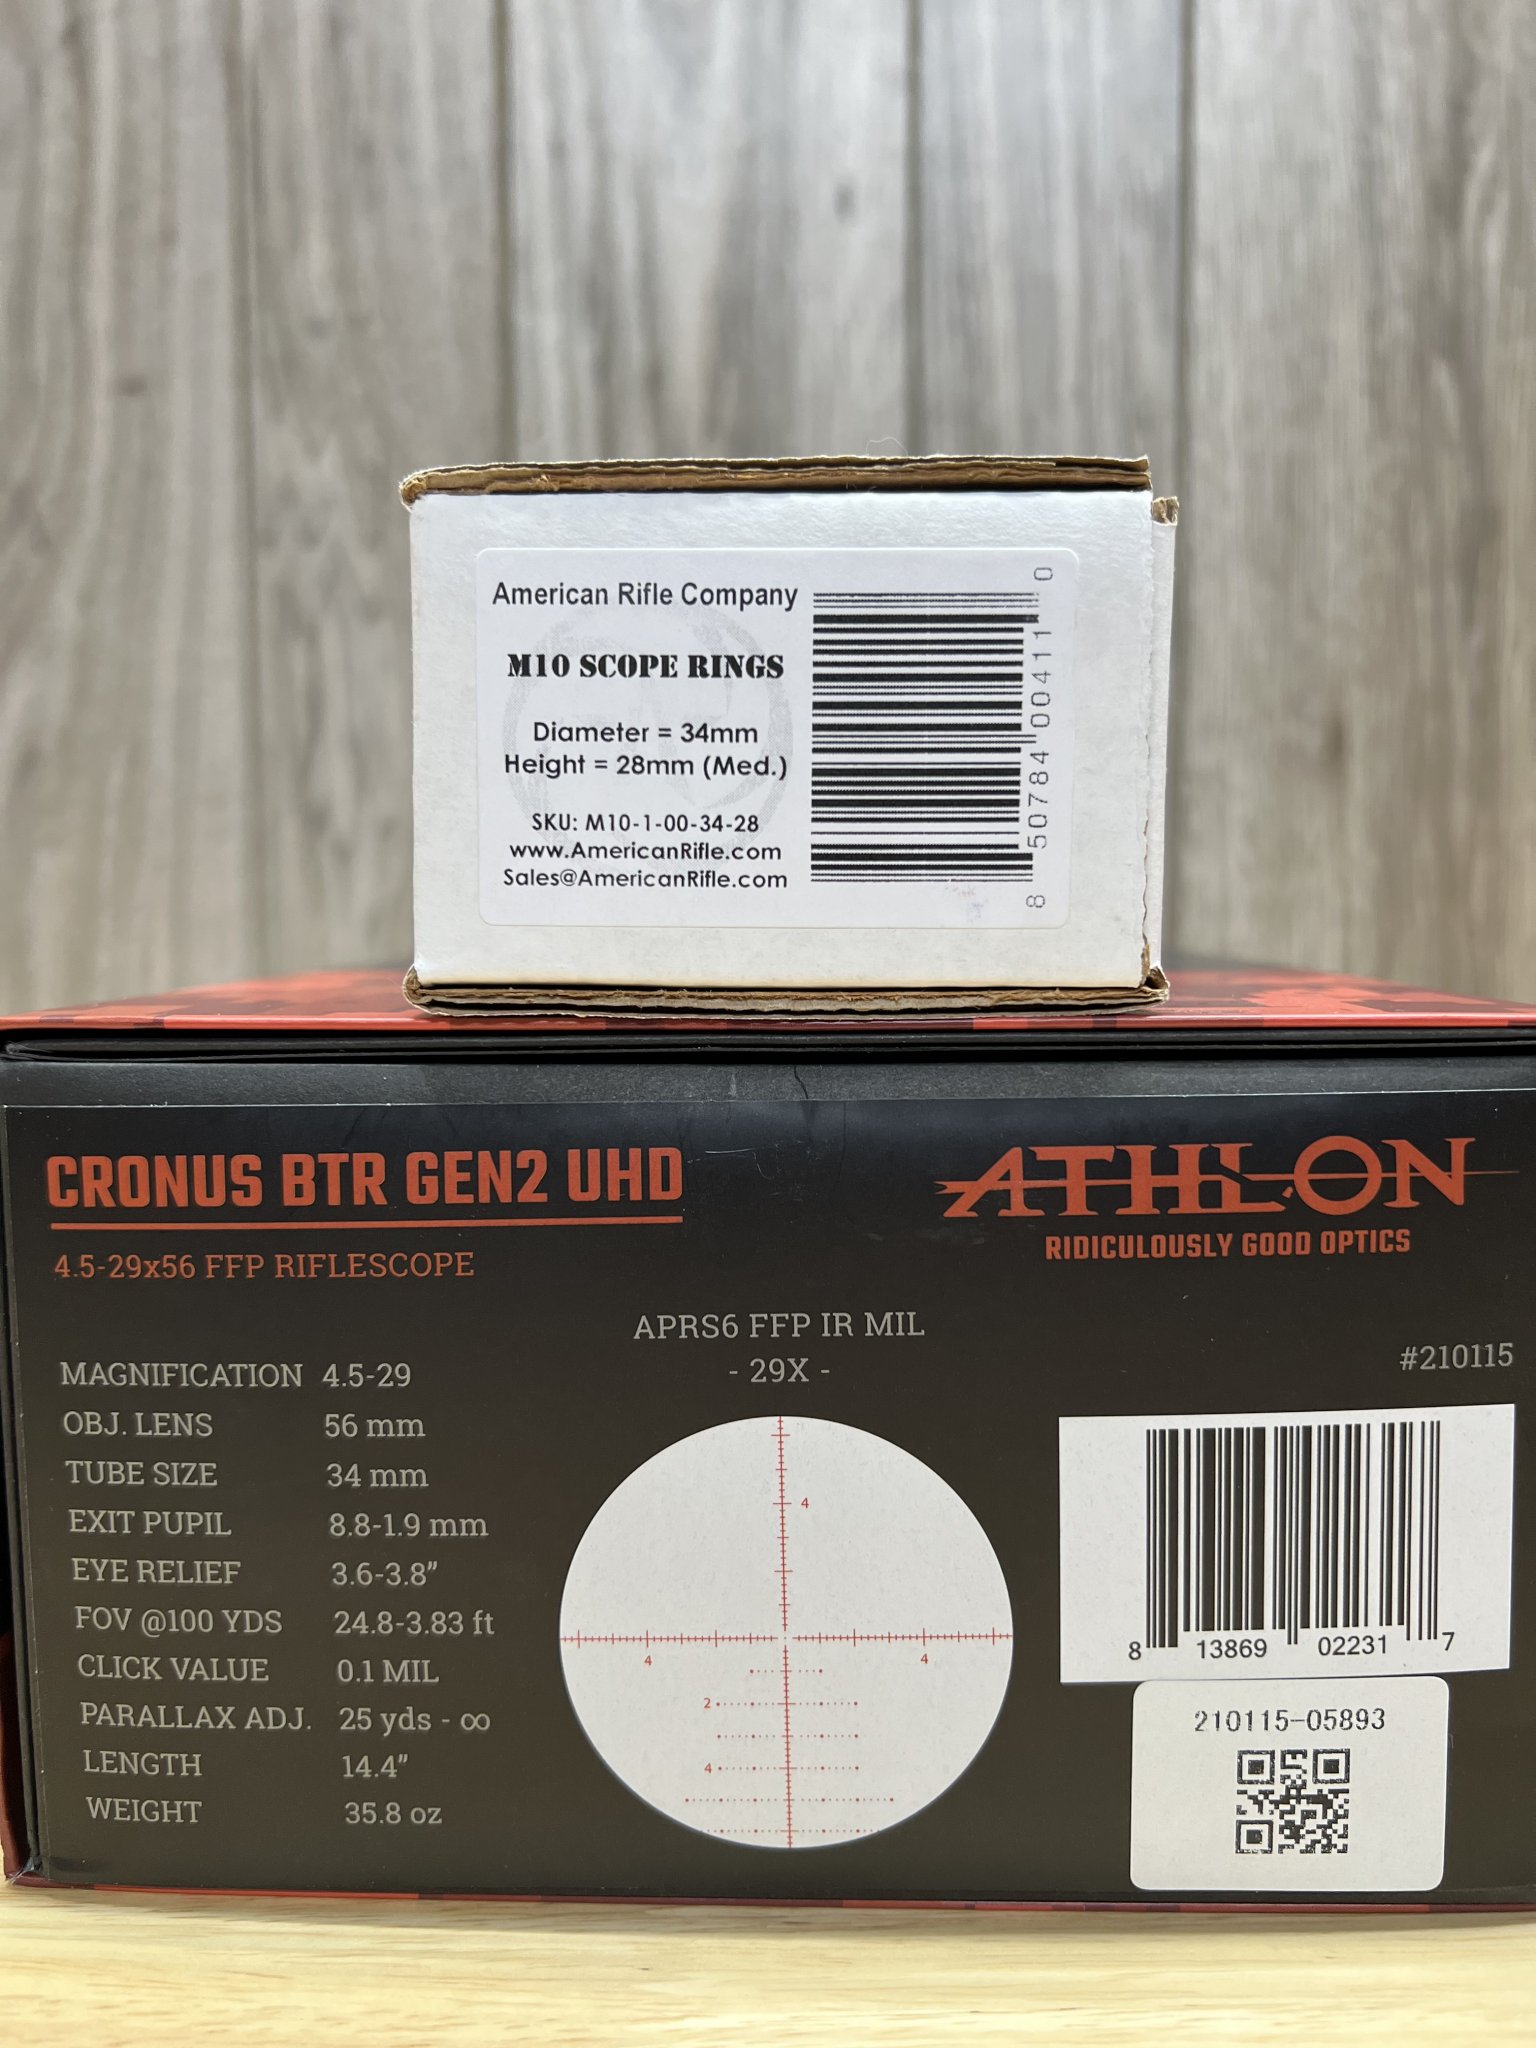 American Rifle Company
M10 SCOPE RINGS
Diameter = 34mm
Height = 28mm (Med.)
SKU: M10-1-00-34-28
www.AmericanRifle.com
Sales@AmericanRifle.com
8 50784 00411 0
CRONUS BTR GEN2 UHD
4.5-29x56 FFP RIFLESCOPE
ATHLON
RIDICULOUSLY GOOD OPTICS
MAGNIFICATION 4.5-29
OBJ. LENS 56 mm
TUBE SIZE 34 mm
EXIT PUPIL 8.8-1.9 mm
EYE RELIEF 3.6-3.8”
FOV @100 YDS 24.8-3.83 ft
CLICK VALUE 0.1 MIL
PARALLAX ADJ. 25 yds - ∞
LENGTH 14.4”
WEIGHT 35.8 oz
APRS6 FFP IR MIL
- 29X -
4
4 4
2
4
#210115
8 13869 02231 7
210115-05893